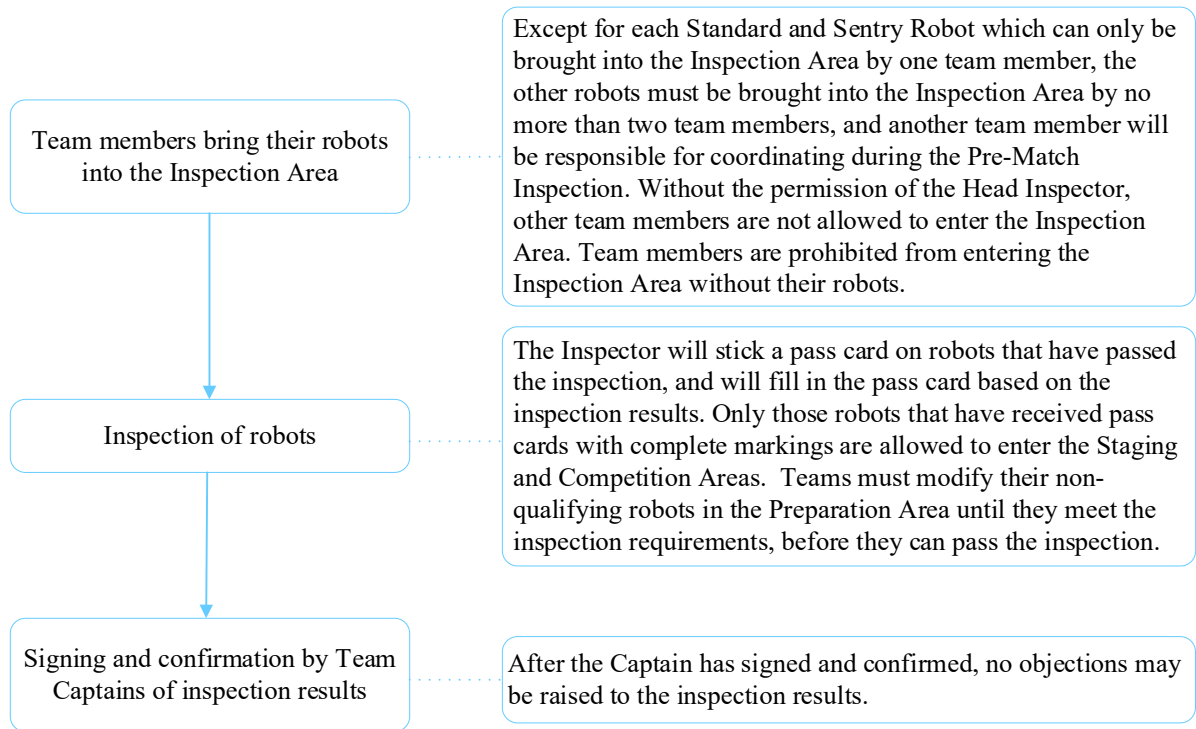 Team members bring their robots
into the Inspection Area
Except for each Standard and Sentry Robot which can only be
brought into the Inspection Area by one team member, the
other robots must be brought into the Inspection Area by no
more than two team members, and another team member will
be responsible for coordinating during the Pre-Match
Inspection. Without the permission of the Head Inspector,
other team members are not allowed to enter the Inspection
Area. Team members are prohibited from entering the
Inspection Area without their robots.
Inspection of robots
The Inspector will stick a pass card on robots that have passed
the inspection, and will fill in the pass card based on the
inspection results. Only those robots that have received pass
cards with complete markings are allowed to enter the Staging
and Competition Areas.  Teams must modify their non-
qualifying robots in the Preparation Area until they meet the
inspection requirements, before they can pass the inspection.
Signing and confirmation by Team
Captains of inspection results
After the Captain has signed and confirmed, no objections may
be raised to the inspection results.